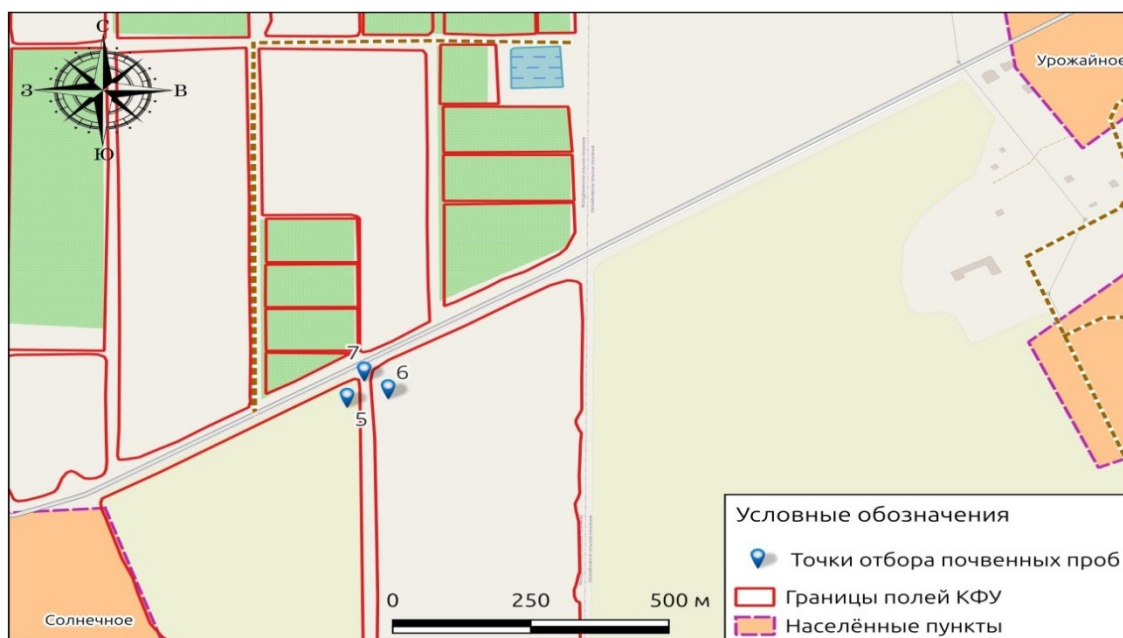 С
З
В
Ю
Урожайное
7
6
5
Солнечное
0 250 500 м
Условные обозначения
Точки отбора почвенных проб
Границы полей КФУ
Населённые пункты